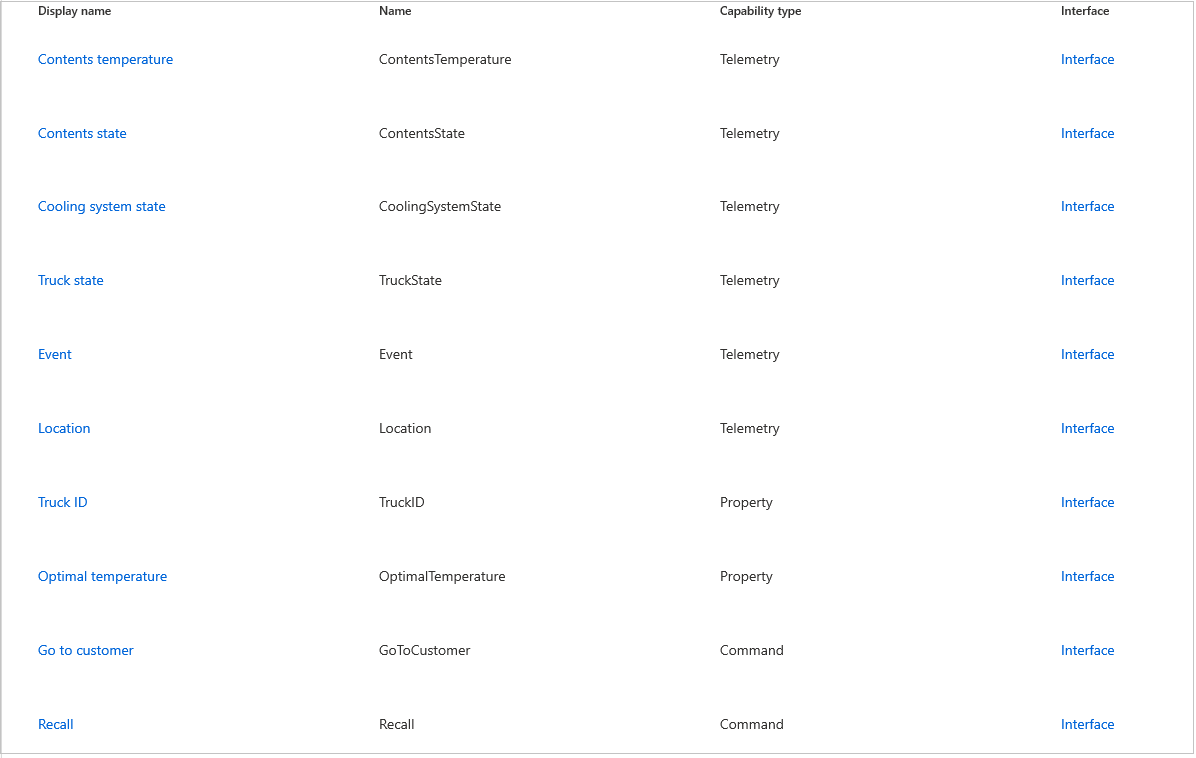 Display name Name Capability type Interface
Contents temperature ContentsTemperature Telemetry Interface
Contents state ContentsState Telemetry Interface
Cooling system state CoolingSystemState Telemetry Interface
Truck state TruckState Telemetry Interface
Event Event Telemetry Interface
Location Location Telemetry Interface
Truck ID TruckID Property Interface
Optimal temperature OptimalTemperature Property Interface
Go to customer GoToCustomer Command Interface
Recall Recall Command Interface